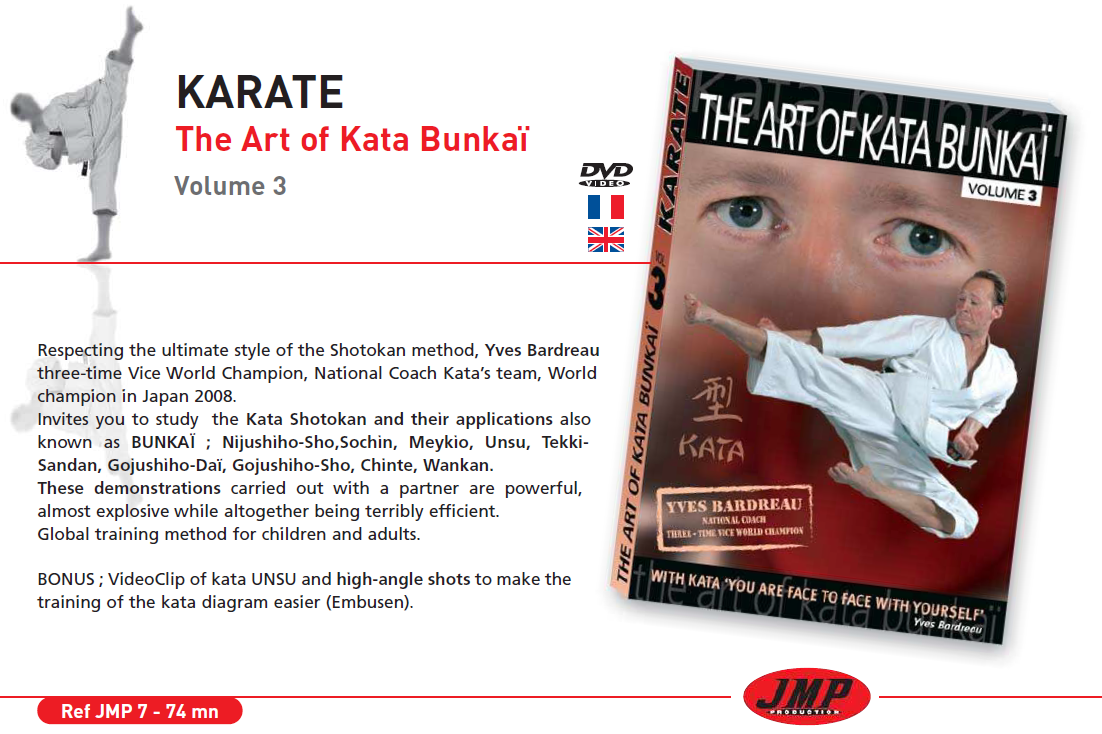 KARATE
The Art of Kata Bunkaï
Volume 3
DVD
VIDEO
Respecting the ultimate style of the Shotokan method, Yves Bardreau
three-time Vice World Champion, National Coach Kata's team, World
champion in Japan 2008.
Invites you to study the Kata Shotokan and their applications also
known as BUNKAÏ ; Nijushiho-Sho,Sochin, Meykio, Unsu, Tekki-
Sandan, Gojushiho-Daï, Gojushiho-Sho, Chinte, Wankan.
These demonstrations carried out with a partner are powerful,
almost explosive while altogether being terribly efficient.
Global training method for children and adults.
BONUS ; VideoClip of kata UNSU and high-angle shots to make the
training of the kata diagram easier (Embusen).
kata bunkaï
THE ART OF KATA BUNKAÏ
VOLUME 3
型
KATA
YVES BARDREAU
NATIONAL COACH
THREE - TIME VICE WORLD CHAMPION
WITH KATA 'YOU ARE FACE TO FACE WITH YOURSELF'
Yves Bardreau
the art of kata bunkaï
KARATE
VOL
3
THE ART OF KATA BUNKAÏ
Ref JMP 7 - 74 mn
JMP
PRODUCTION